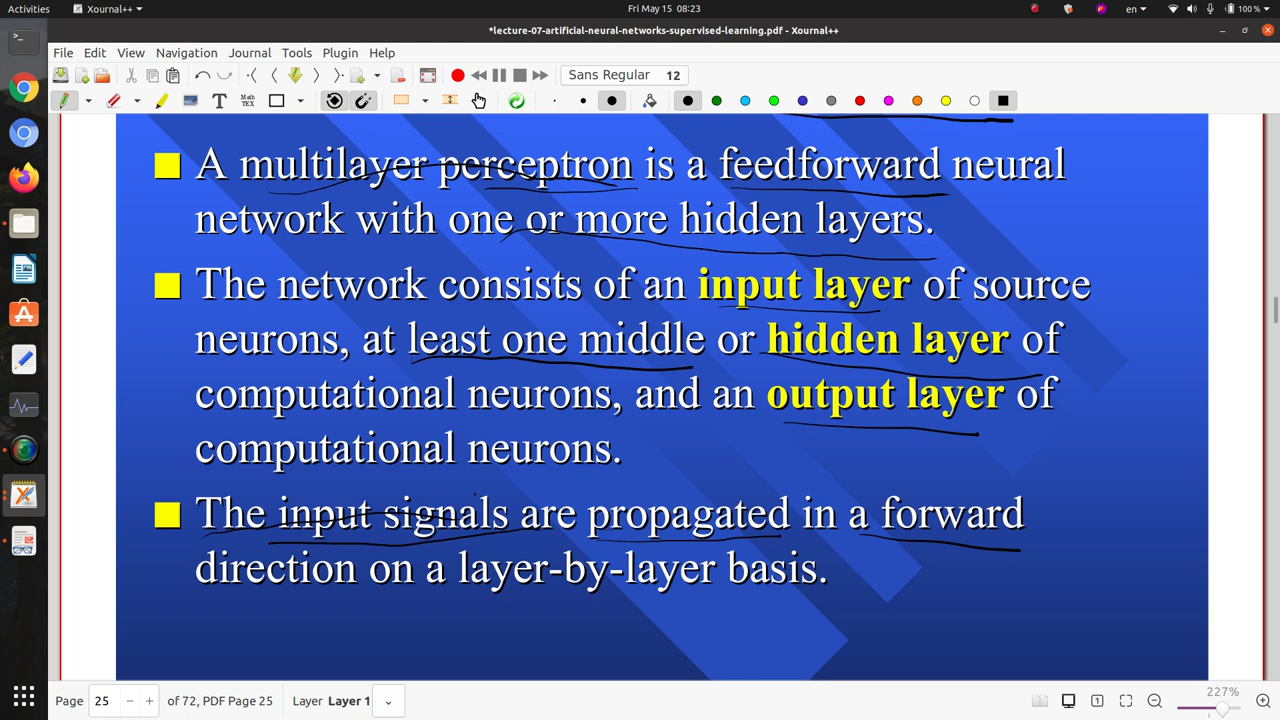 Activities Xournal++ Fri May 15 08:23 en 100 %
*lecture-07-artificial-neural-networks-supervised-learning.pdf - Xournal++
File Edit View Navigation Journal Tools Plugin Help
Sans Regular 12
Math TEX
A multilayer perceptron is a feedforward neural
network with one or more hidden layers.
The network consists of an input layer of source
neurons, at least one middle or hidden layer of
computational neurons, and an output layer of
computational neurons.
The input signals are propagated in a forward
direction on a layer-by-layer basis.
Page 25 of 72, PDF Page 25 Layer Layer 1 227%